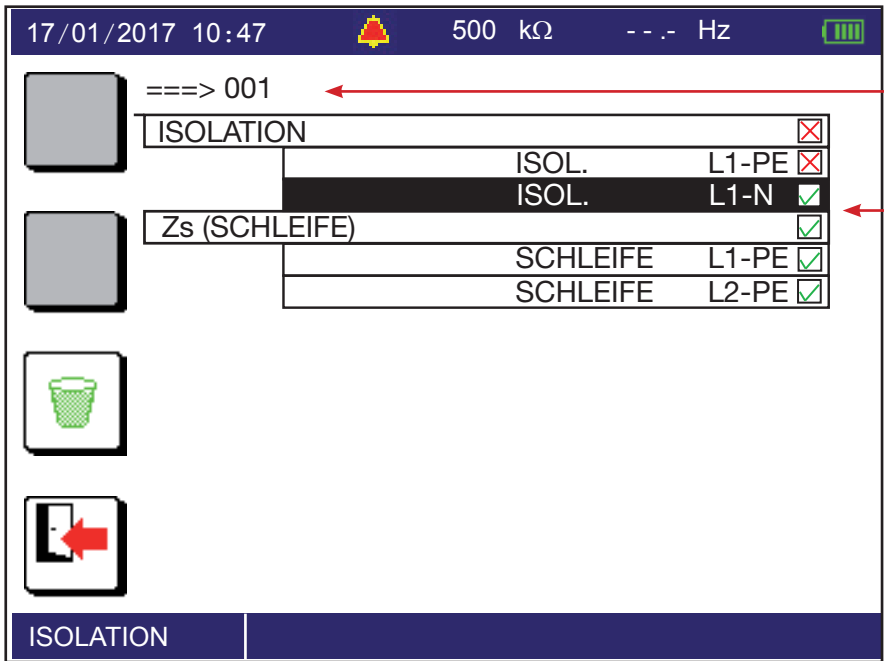 17/01/2017 10:47 500 kΩ - - .- Hz
===> 001
ISOLATION
ISOL. L1-PE
ISOL. L1-N
Zs (SCHLEIFE)
SCHLEIFE L1-PE
SCHLEIFE L2-PE
ISOLATION